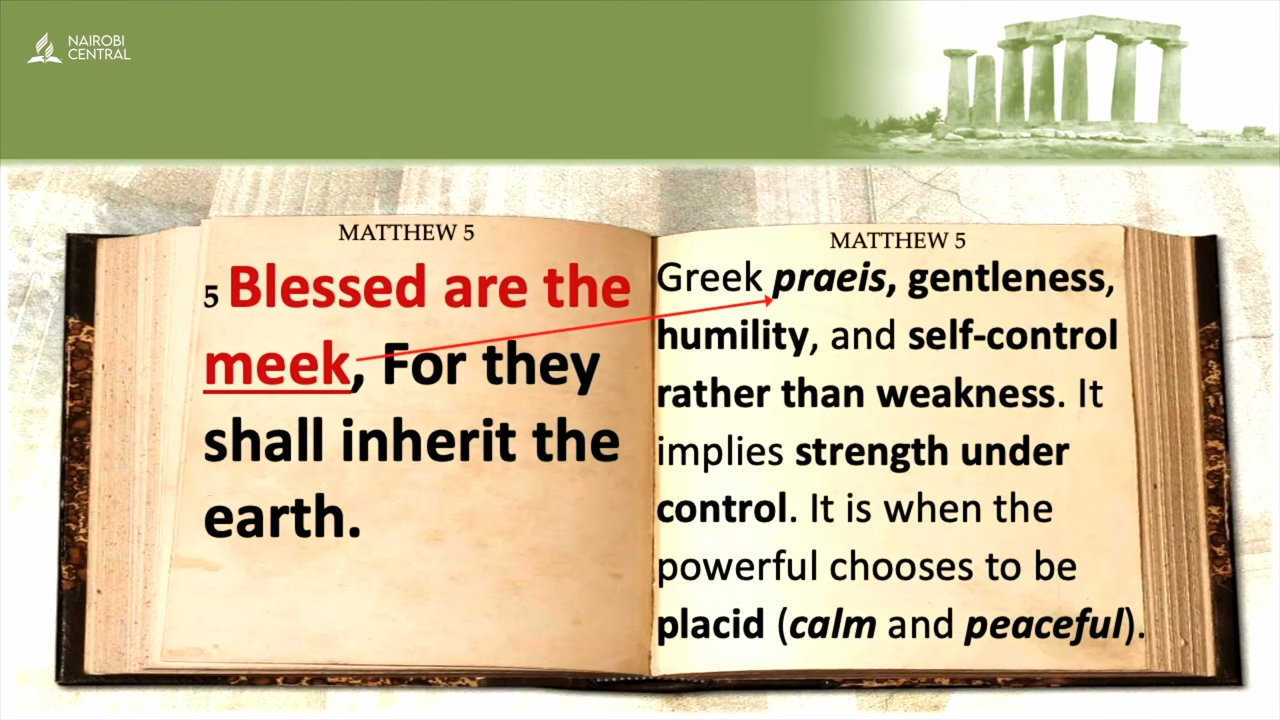 NAIROBI
CENTRAL
MATTHEW 5
5 Blessed are the
meek, For they
shall inherit the
earth.
MATTHEW 5
Greek praeis, gentleness,
humility, and self-control
rather than weakness. It
implies strength under
control. It is when the
powerful chooses to be
placid (calm and peaceful).